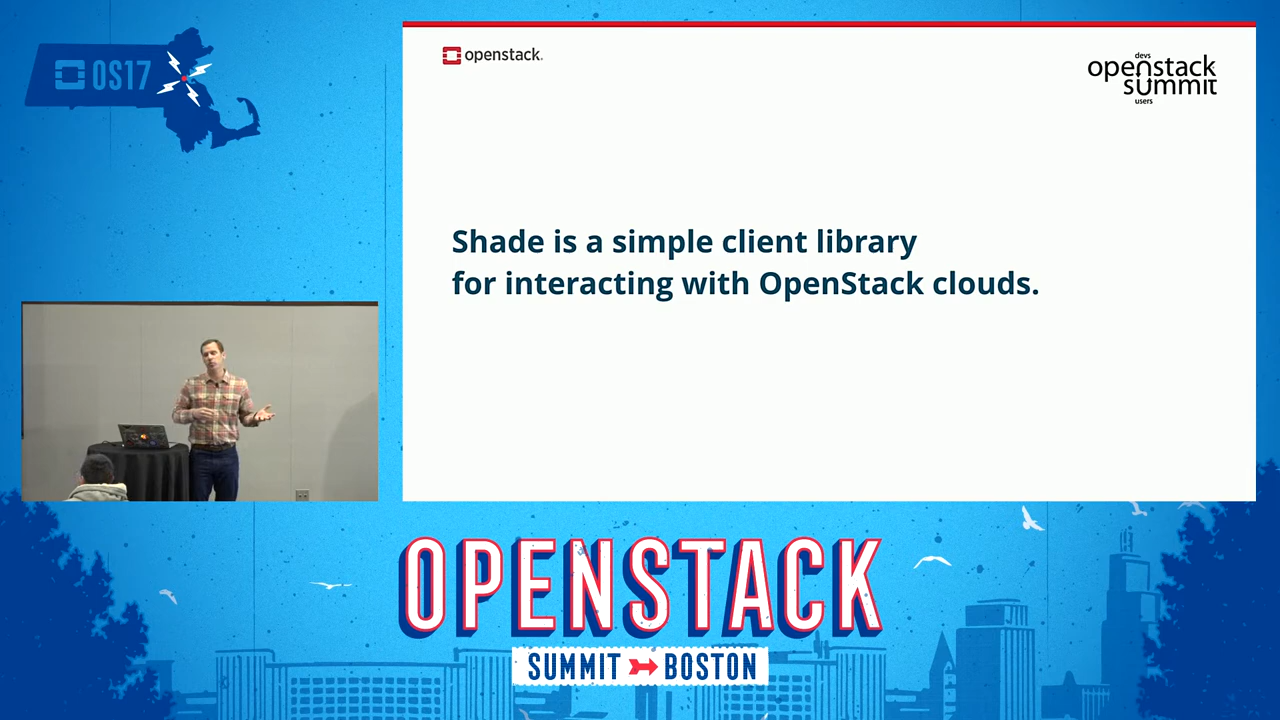 OS17
openstack.
devs
openstack
summit
users
Shade is a simple client library
for interacting with OpenStack clouds.
OPENSTACK
SUMMIT BOSTON